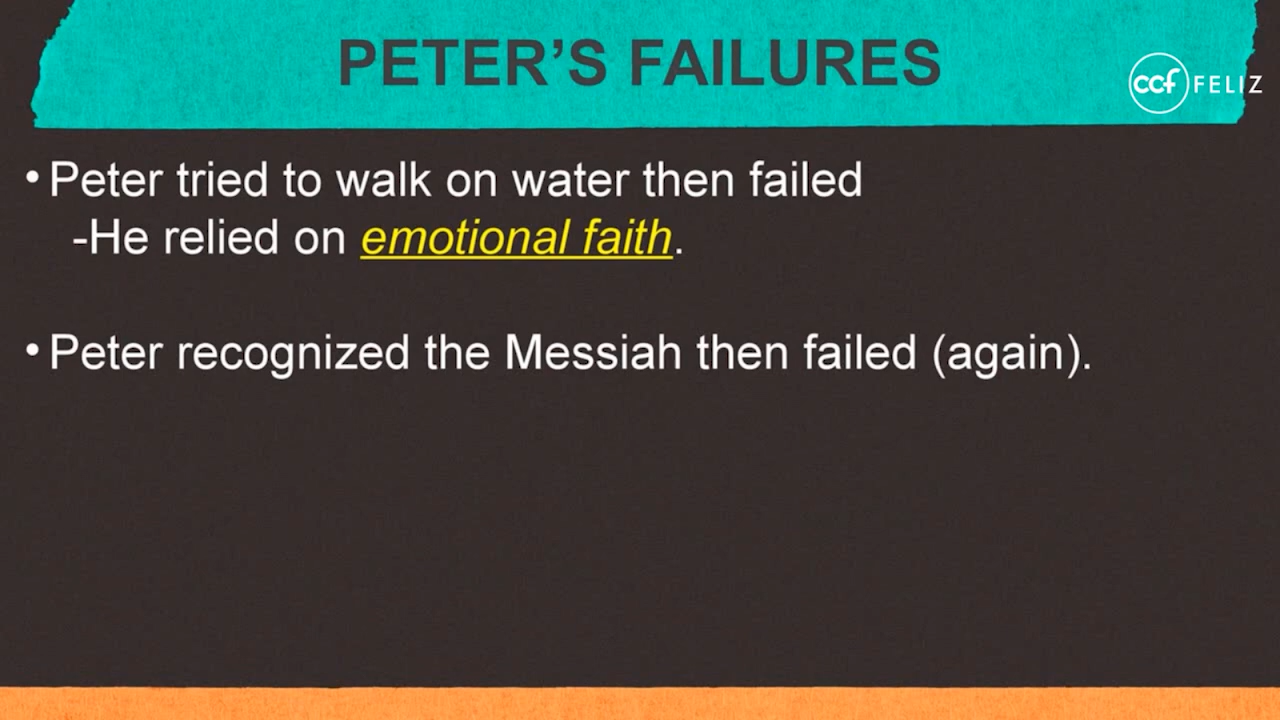 PETER’S FAILURES
ccf FELIZ
• Peter tried to walk on water then failed
-He relied on emotional faith.
• Peter recognized the Messiah then failed (again).